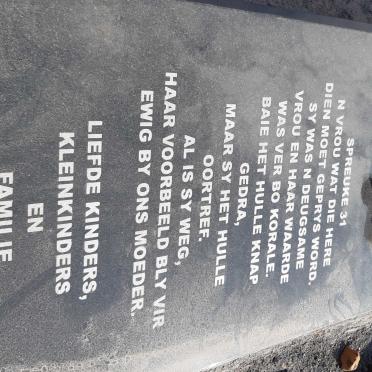 SPREUKE 31
'N VROU WAT DIE HERE
DIEN MOET GEPRYS WORD.
SY WAS 'N DEUGSAME
VROU EN HAAR WAARDE
WAS VER BO KORALE.
BAIE HET HULLE KNAP
GEDRA,
MAAR SY HET HULLE
OORTREF.
AL IS SY WEG,
HAAR VOORBEELD BLY VIR
EWIG BY ONS MOEDER.
LIEFDE KINDERS,
KLEINKINDERS
EN
FAMILIE